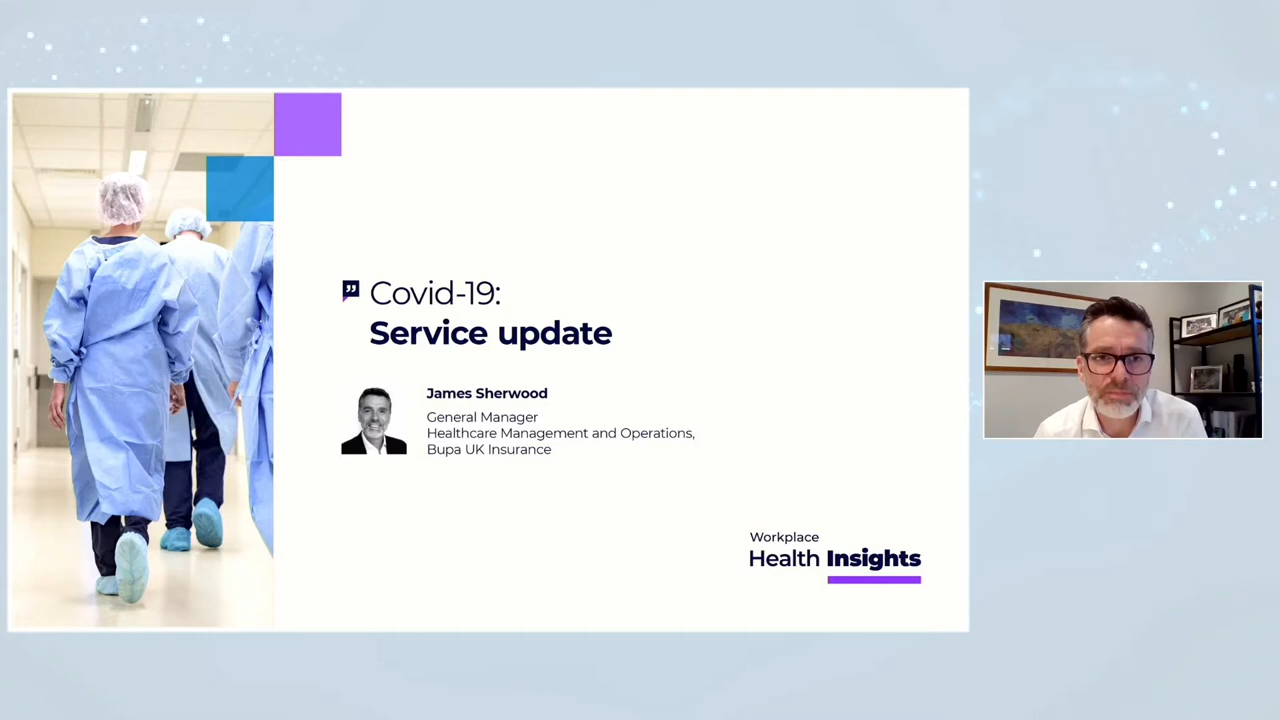 Covid-19:
Service update
James Sherwood
General Manager
Healthcare Management and Operations,
Bupa UK Insurance
Workplace
Health Insights